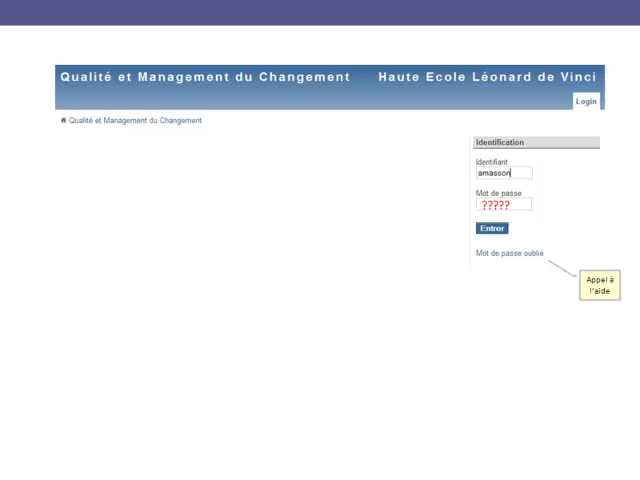 Qualité et Management du Changement Haute Ecole Léonard de Vinci
Login
Qualité et Management du Changement
Identification
Identifiant
amasson
Mot de passe
?????
Entrer
Mot de passe oublié
Appel à
l'aide